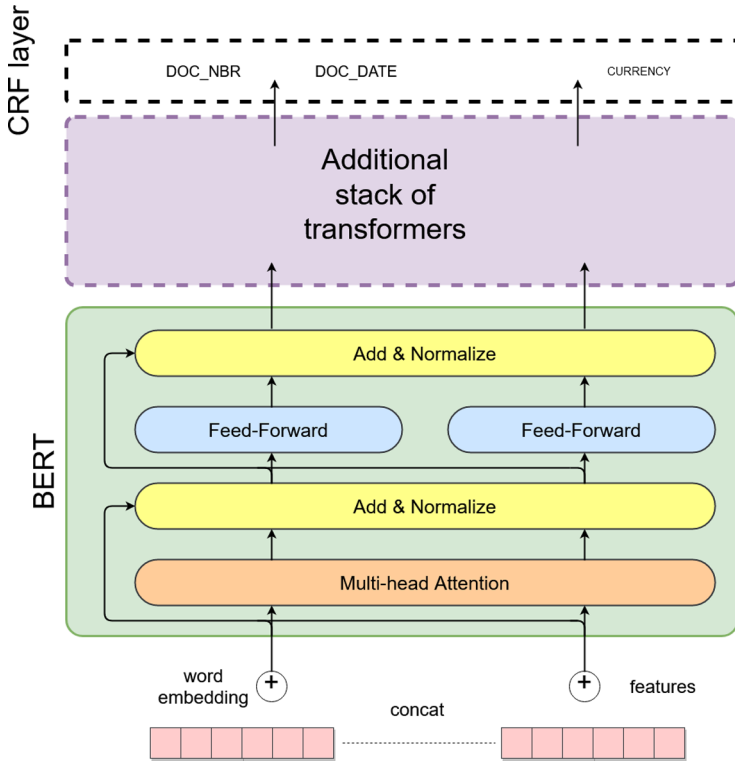 CRF layer
DOC_NBR
DOC_DATE
CURRENCY
Additional
stack of
transformers
BERT
Add & Normalize
Feed-Forward
Feed-Forward
Add & Normalize
Multi-head Attention
word
embedding
+
+
features
concat